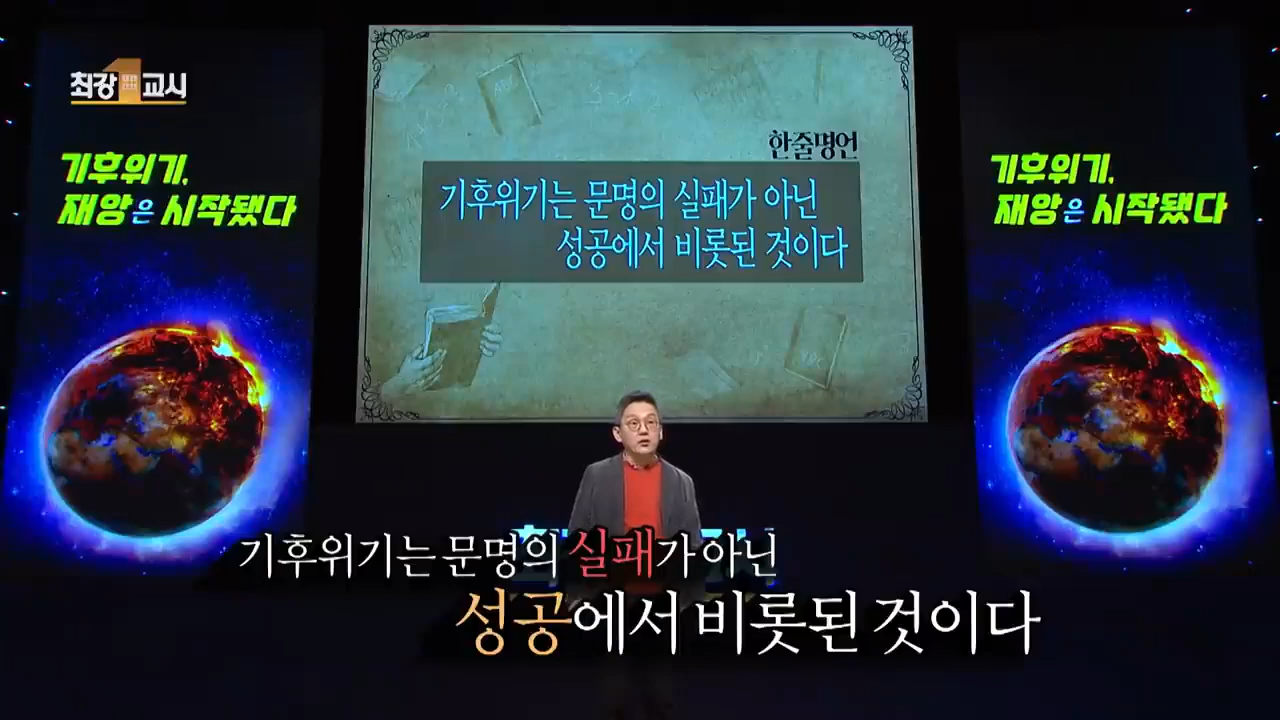 최강1교시
기후위기,
재앙은 시작됐다
한줄명언
기후위기는 문명의 실패가 아닌
성공에서 비롯된 것이다
기후위기,
재앙은 시작됐다
기후위기는 문명의 실패가 아닌
성공에서 비롯된 것이다